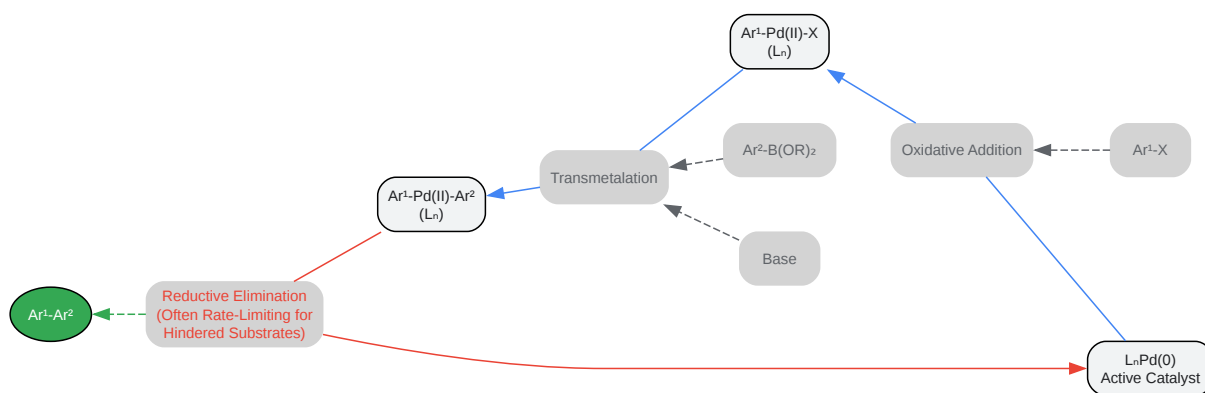 Ar¹-Pd(II)-X
(Lₙ)
Ar²-B(OR)₂
Oxidative Addition
Ar¹-X
Transmetalation
Ar¹-Pd(II)-Ar²
(Lₙ)
Base
Reductive Elimination
(Often Rate-Limiting for
Hindered Substrates)
Ar¹-Ar²
LₙPd(0)
Active Catalyst